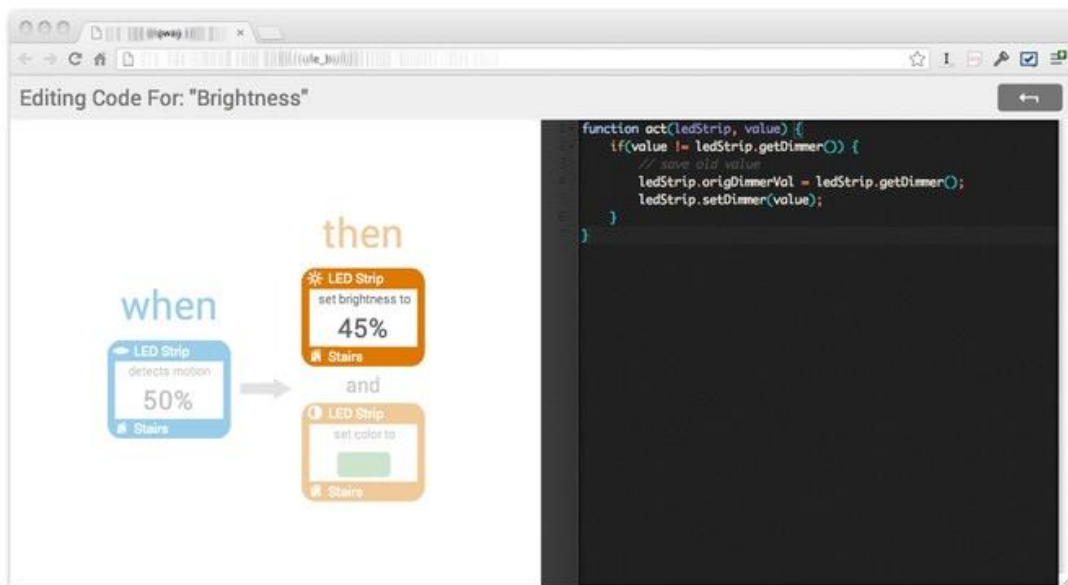 Editing Code For: "Brightness"
when
LED Strip
detects motion
50%
Stairs
then
LED Strip
set brightness to
45%
Stairs
and
LED Strip
set color to
Stairs
function act(ledStrip, value) {
if(value != ledStrip.getDimmer()) {
// save old value
ledStrip.origDimmerVal = ledStrip.getDimmer();
ledStrip.setDimmer(value);
}
}